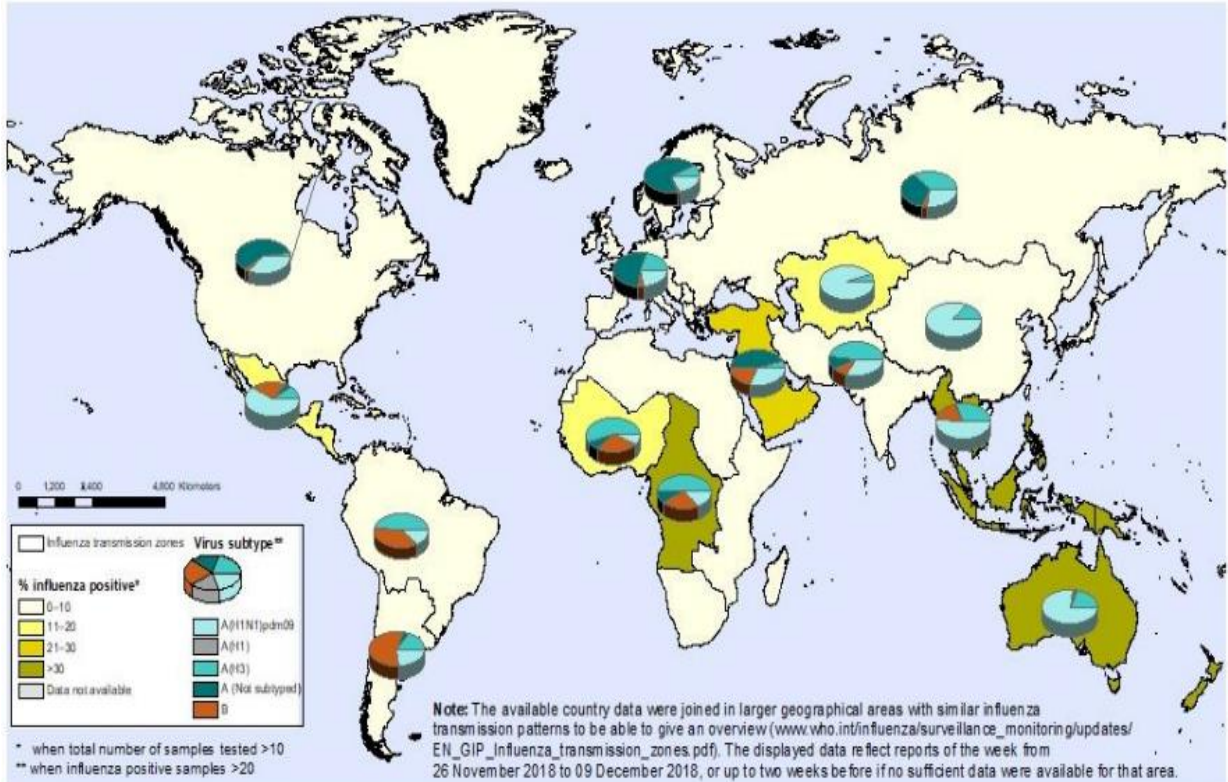 0 1,200 2,400 4,800 Kilometers
Influenza transmission zones
Virus subtype**
% influenza positive*
0–10
11–20
21–30
>30
Data not available
A(H1N1)pdm09
A(H1)
A(H3)
A (Not subtyped)
B
* when total number of samples tested >10
** when influenza positive samples >20
Note: The available country data were joined in larger geographical areas with similar influenza
transmission patterns to be able to give an overview (www.who.int/influenza/surveillance_monitoring/updates/
EN_GIP_Influenza_transmission_zones.pdf). The displayed data reflect reports of the week from
26 November 2018 to 09 December 2018, or up to two weeks before if no sufficient data were available for that area.